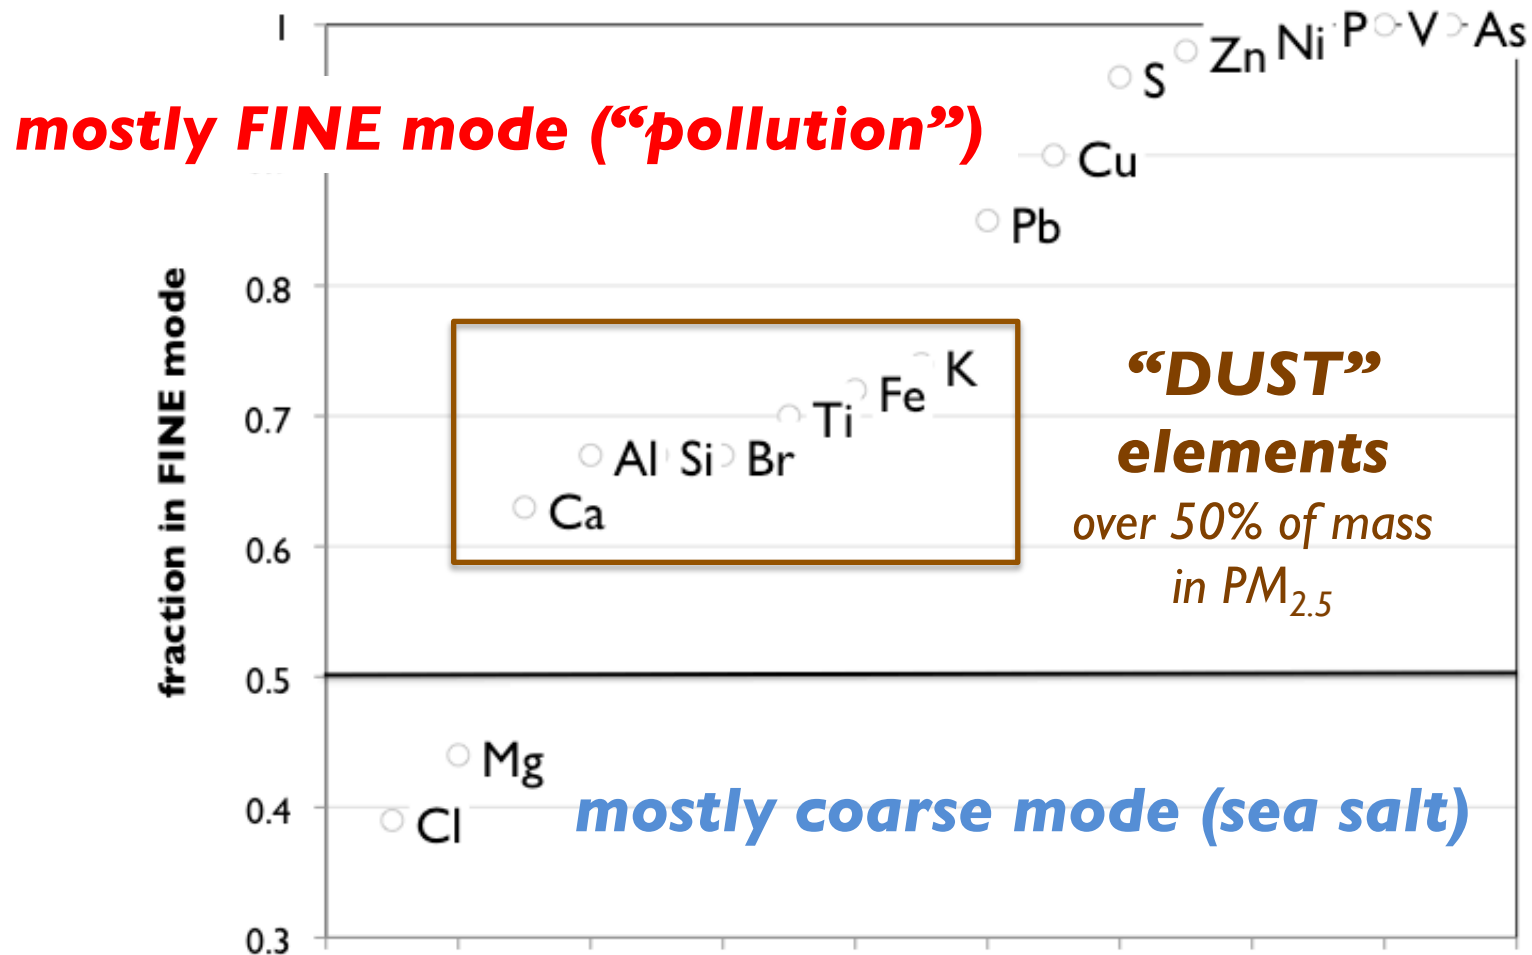 1
P V As
Zn Ni
S
mostly FINE mode (“pollution”)
Cu
Pb
0.8
“DUST”
elements
over 50% of mass
in PM2.5
K
Fe
Ti
0.7
Al Si Br
Ca
0.6
fraction in FINE mode
0.5
Mg
mostly coarse mode (sea salt)
0.4
Cl
0.3